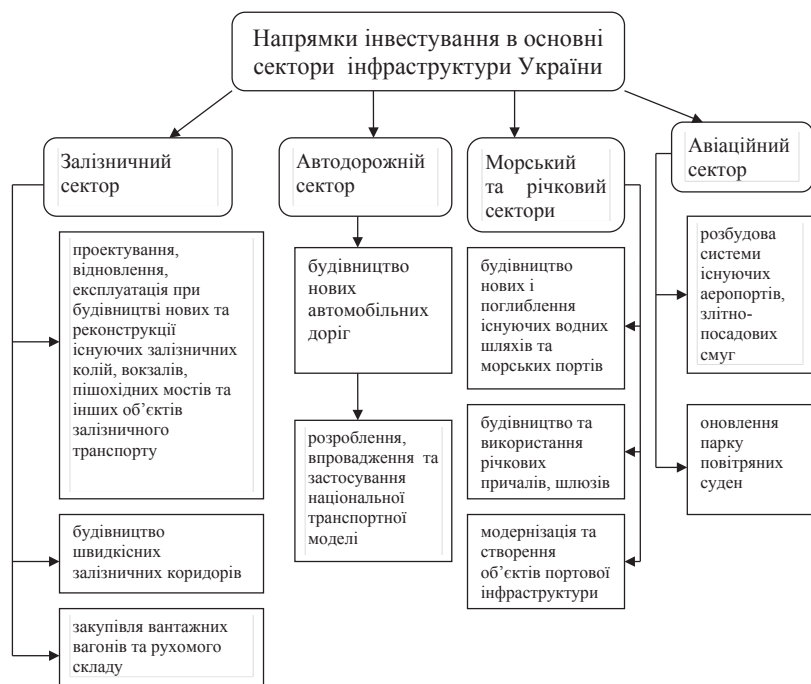 Напрямки інвестування в основні
сектори інфраструктури України
Залізничний
сектор
проектування,
відновлення,
експлуатація при
будівництві нових та
реконструкції
існуючих залізничних
колій, вокзалів,
пішохідних мостів та
інших об’єктів
залізничного
транспорту
будівництво
швидкісних
залізничних коридорів
закупівля вантажних
вагонів та рухомого
складу
Автодорожній
сектор
будівництво
нових
автомобільних
доріг
розроблення,
впровадження та
застосування
національної
транспортної
моделі
Морський
та річковий
сектори
будівництво
нових і
поглиблення
існуючих водних
шляхів та
морських портів
будівництво та
використання
річкових
причалів, шлюзів
модернізація та
створення
об’єктів портової
інфраструктури
Авіаційний
сектор
розбудова
системи
існуючих
аеропортів,
злітно-
посадових
смуг
оновлення
парку
повітряних
суден